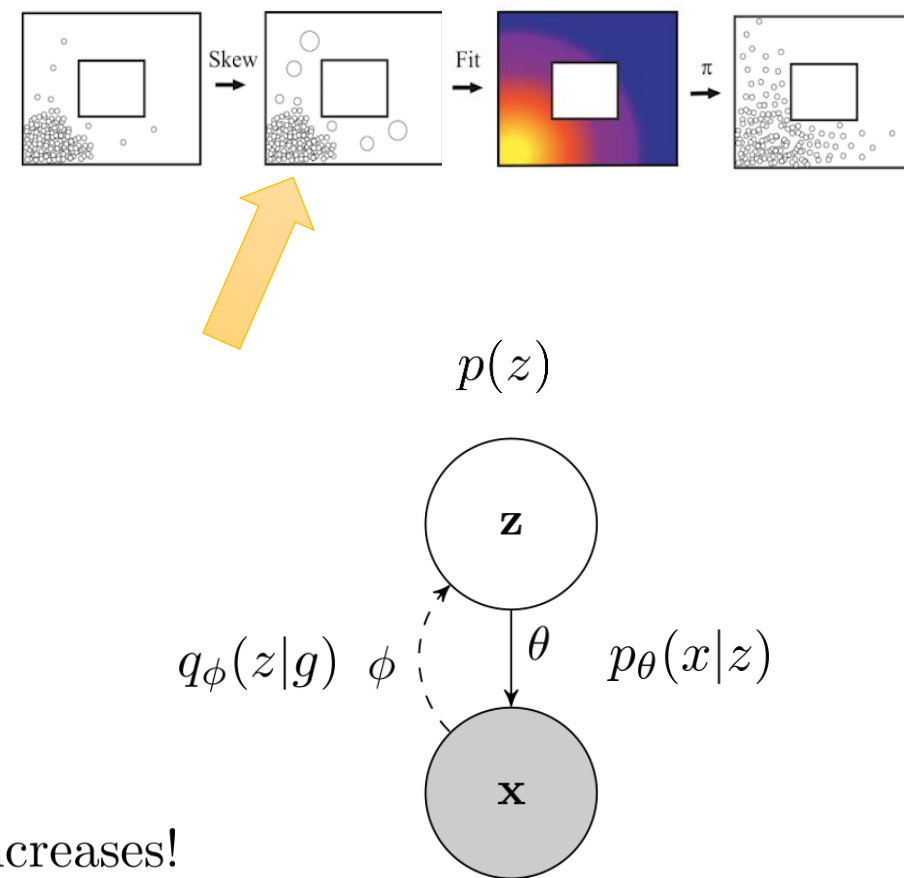 Skew
Fit
π
p(z)
z
q_ϕ(z|g) ϕ θ p_θ(x|z)
x
creases!